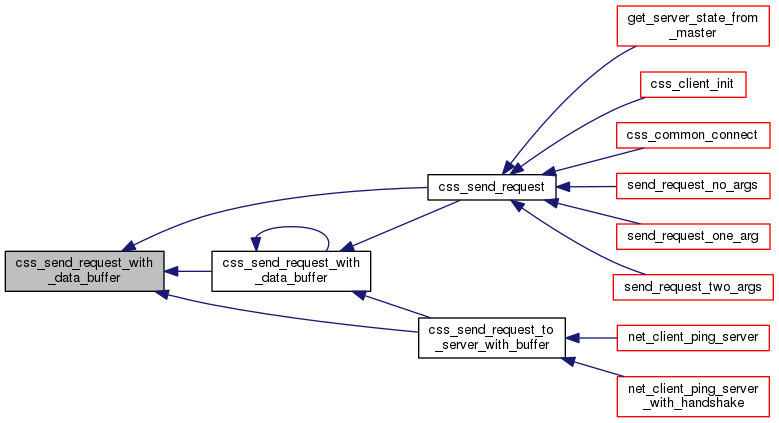 get_server_state_from
_master
css_client_init
css_common_connect
css_send_request
send_request_no_args
send_request_one_arg
css_send_request_with
_data_buffer
css_send_request_with
_data_buffer
send_request_two_args
css_send_request_to
_server_with_buffer
net_client_ping_server
net_client_ping_server
_with_handshake